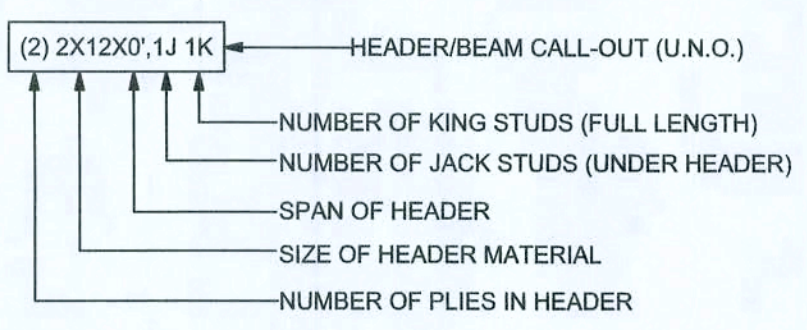 (2) 2X12X0',1J 1K
HEADER/BEAM CALL-OUT (U.N.O.)
NUMBER OF KING STUDS (FULL LENGTH)
NUMBER OF JACK STUDS (UNDER HEADER)
SPAN OF HEADER
SIZE OF HEADER MATERIAL
NUMBER OF PLIES IN HEADER